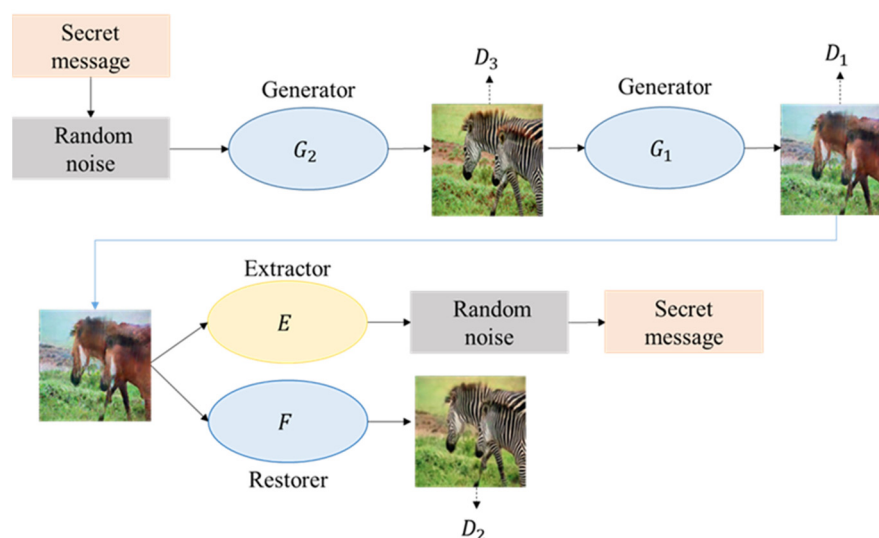 Secret
message
D₃
D₁
Generator
Generator
Random
noise
G₂
G₁
Extractor
E
Random
noise
Secret
message
F
Restorer
D₂